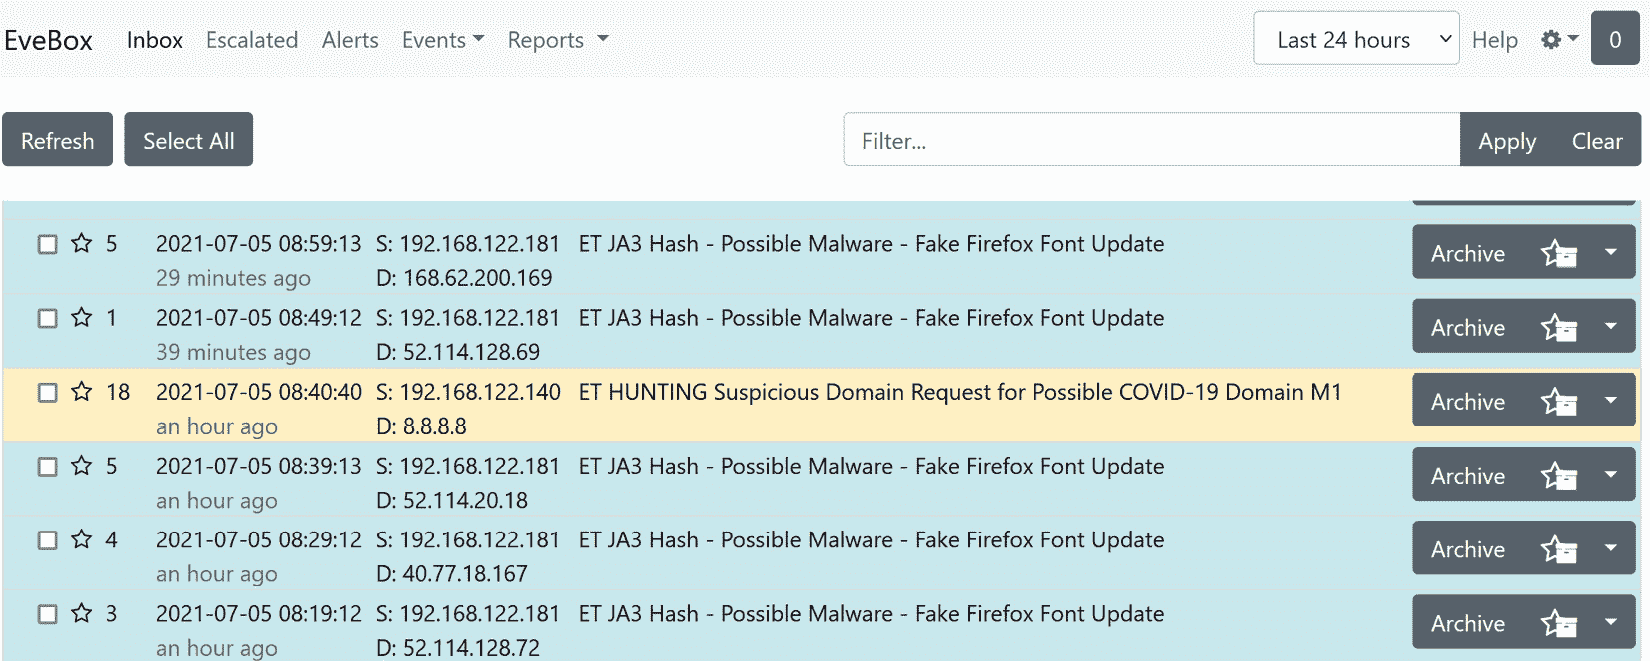 EveBox Inbox Escalated Alerts Events Reports Last 24 hours Help 0
Refresh Select All Filter... Apply Clear
5 2021-07-05 08:59:13 S: 192.168.122.181 ET JA3 Hash - Possible Malware - Fake Firefox Font Update Archive
29 minutes ago D: 168.62.200.169
1 2021-07-05 08:49:12 S: 192.168.122.181 ET JA3 Hash - Possible Malware - Fake Firefox Font Update Archive
39 minutes ago D: 52.114.128.69
18 2021-07-05 08:40:40 S: 192.168.122.140 ET HUNTING Suspicious Domain Request for Possible COVID-19 Domain M1 Archive
an hour ago D: 8.8.8.8
5 2021-07-05 08:39:13 S: 192.168.122.181 ET JA3 Hash - Possible Malware - Fake Firefox Font Update Archive
an hour ago D: 52.114.20.18
4 2021-07-05 08:29:12 S: 192.168.122.181 ET JA3 Hash - Possible Malware - Fake Firefox Font Update Archive
an hour ago D: 40.77.18.167
3 2021-07-05 08:19:12 S: 192.168.122.181 ET JA3 Hash - Possible Malware - Fake Firefox Font Update Archive
an hour ago D: 52.114.128.72